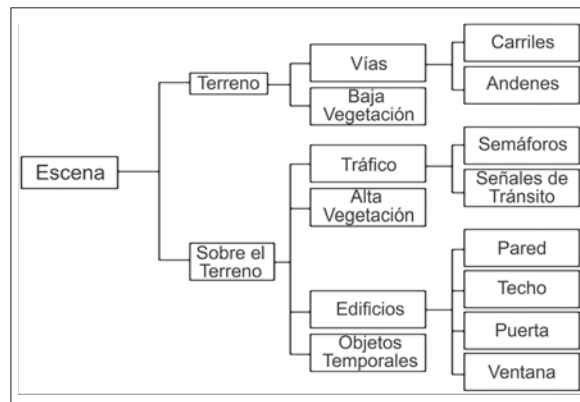 Escena
Terreno
Vías
Carriles
Andenes
Baja
Vegetación
Sobre el
Terreno
Tráfico
Semáforos
Señales de
Tránsito
Alta
Vegetación
Edificios
Pared
Techo
Puerta
Ventana
Objetos
Temporales